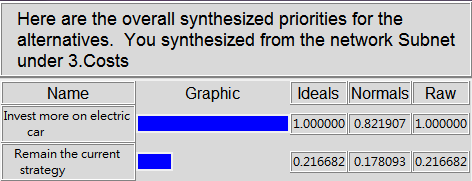 Here are the overall synthesized priorities for the
alternatives. You synthesized from the network Subnet
under 3.Costs
Name Graphic Ideals Normals Raw
Invest more on electric
car
1.000000 0.821907 1.000000
Remain the current
strategy
0.216682 0.178093 0.216682